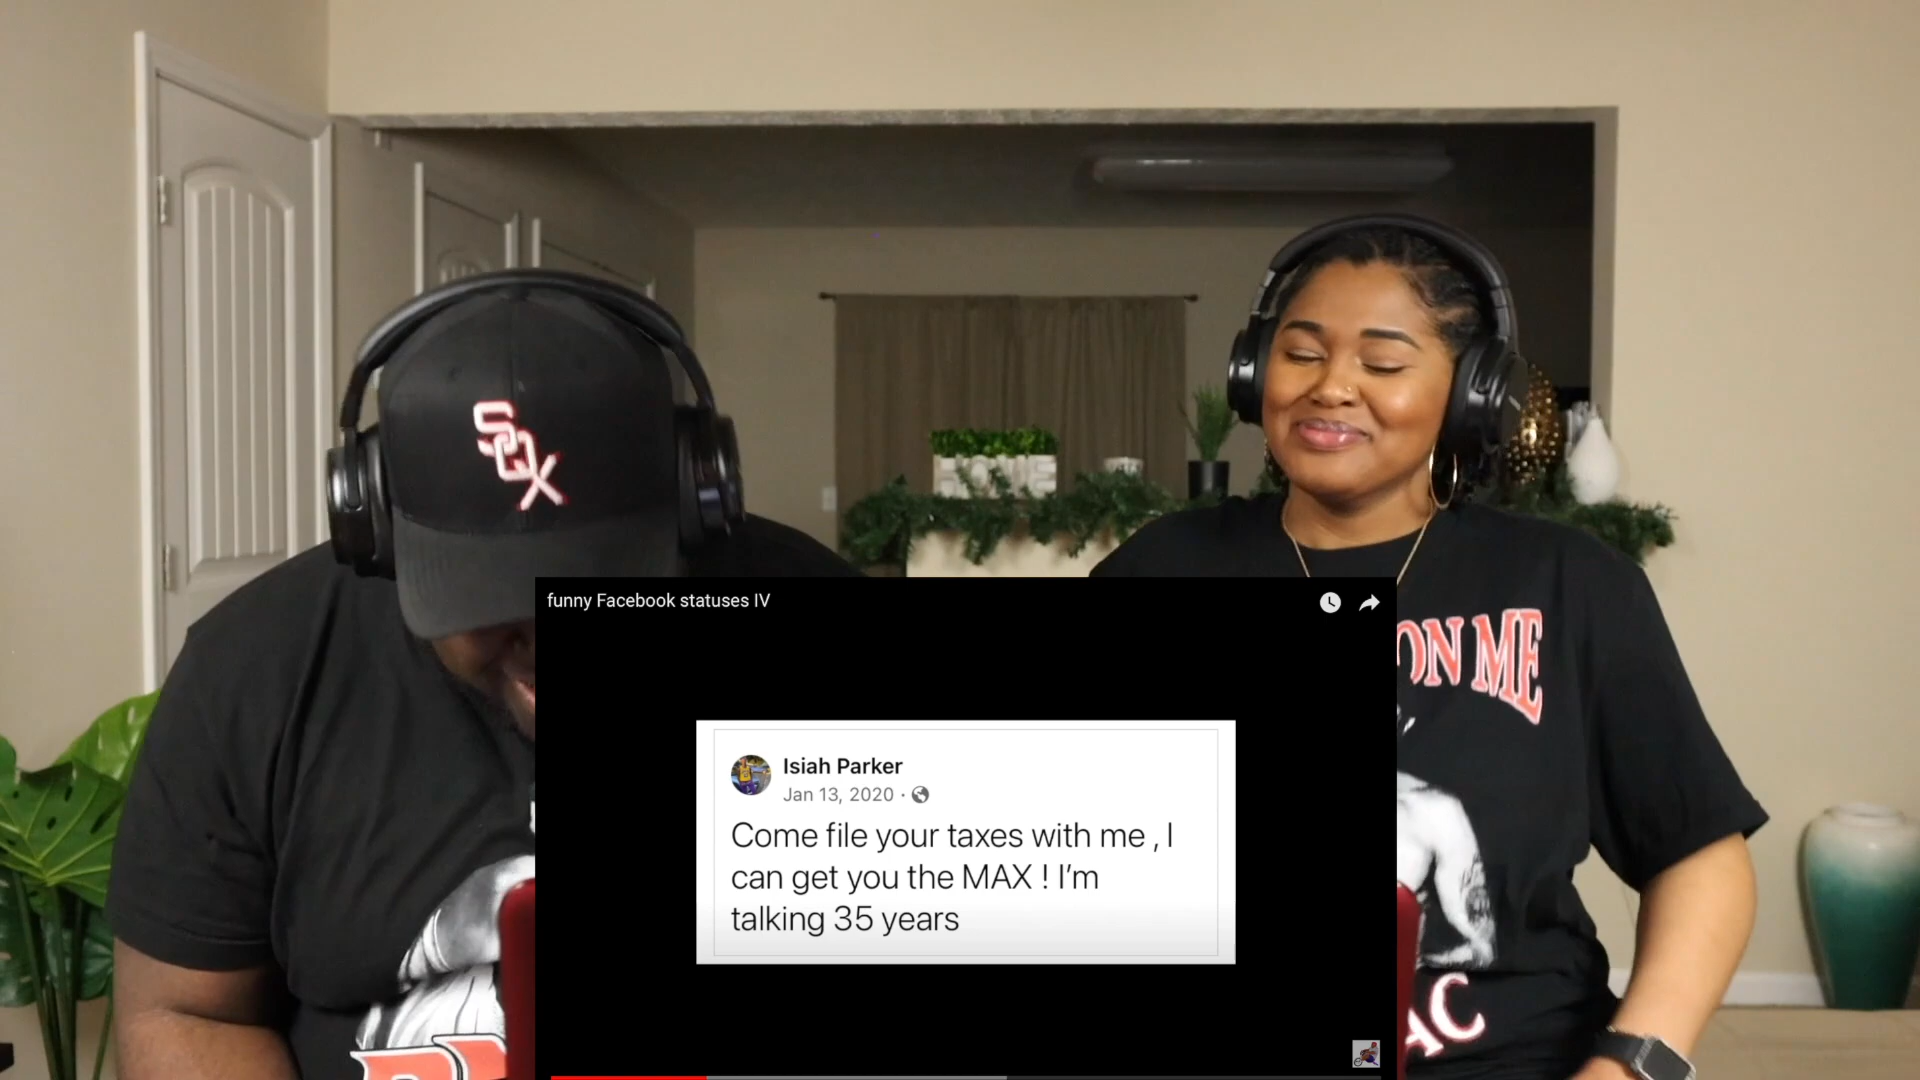 SOX
HOME
funny Facebook statuses IV
ON ME
Isiah Parker
Jan 13, 2020 ·
Come file your taxes with me , I
can get you the MAX ! I'm
talking 35 years
AC